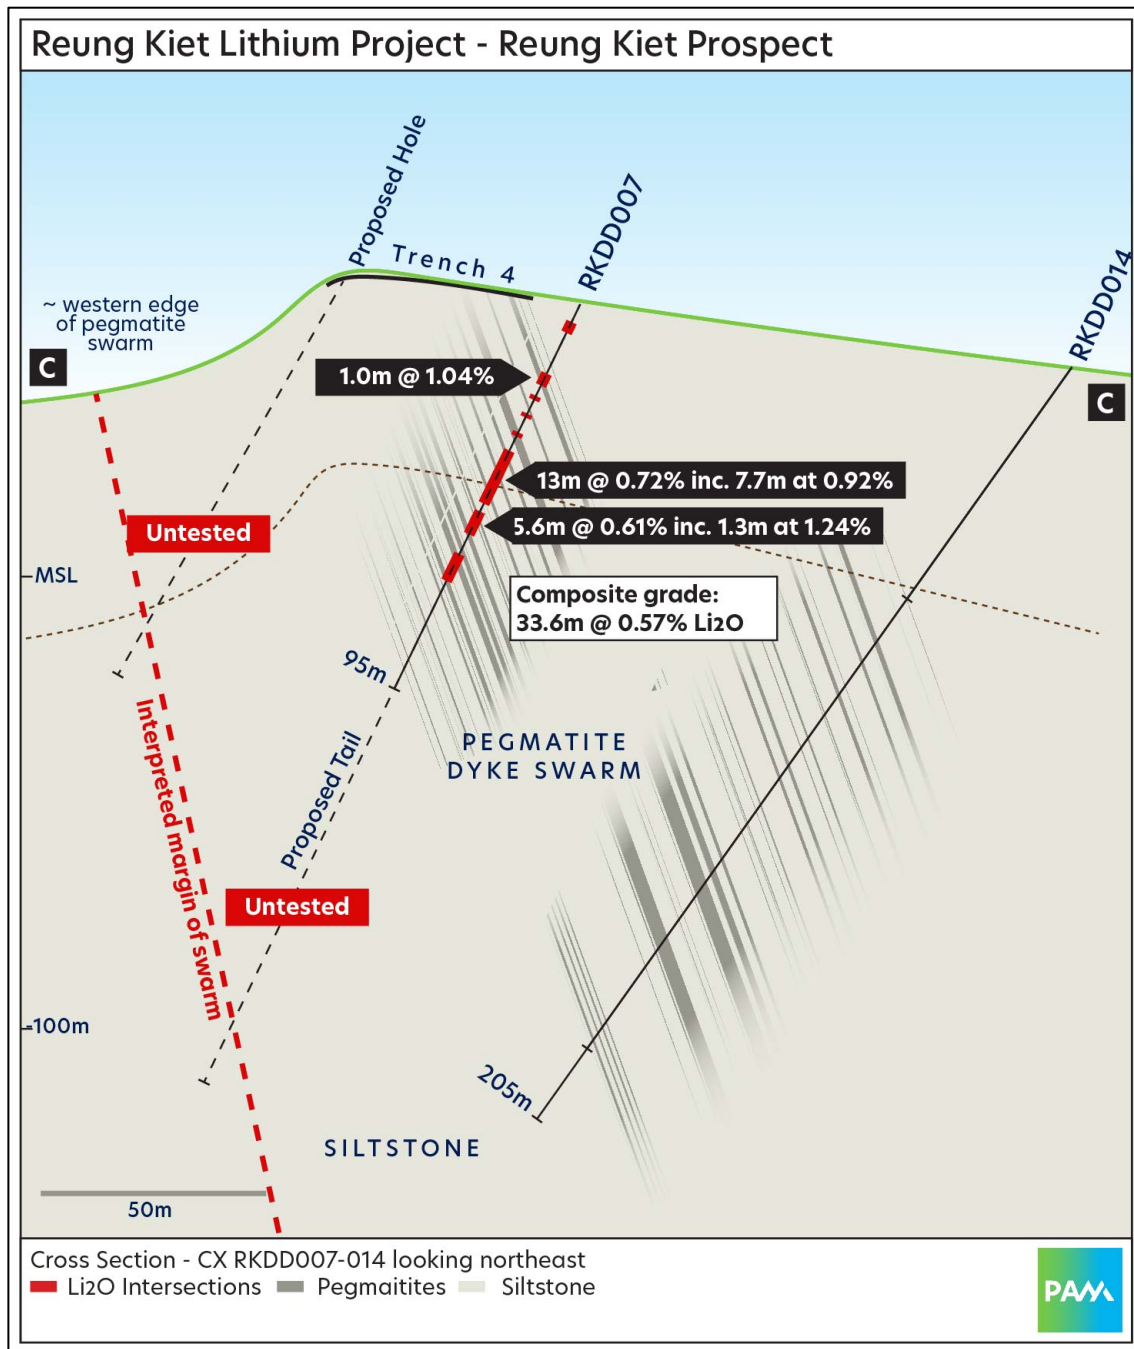 Reung Kiet Lithium Project - Reung Kiet Prospect
Proposed Hole
Trench 4
RKDD007
RKDD014
~ western edge
of pegmatite
swarm
C
1.0m @ 1.04%
C
13m @ 0.72% inc. 7.7m at 0.92%
5.6m @ 0.61% inc. 1.3m at 1.24%
Untested
MSL
Composite grade:
33.6m @ 0.57% Li2O
95m
Interpreted margin of swarm
Proposed Tail
PEGMATITE
DYKE SWARM
Untested
-100m
205m
SILTSTONE
50m
Cross Section - CX RKDD007-014 looking northeast
Li2O Intersections
Pegmaitites
Siltstone
PAM